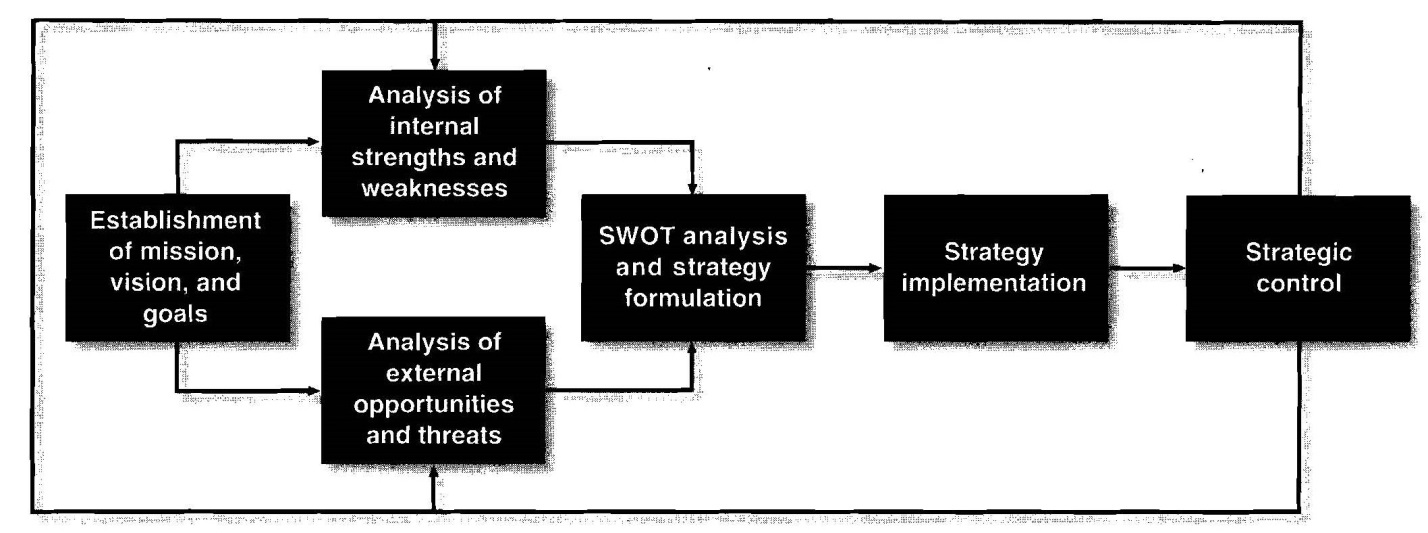 Establishment
of mission,
vision, and
goals
Analysis of
internal
strengths and
weaknesses
Analysis of
external
opportunities
and threats
SWOT analysis
and strategy
formulation
Strategy
implementation
Strategic
control